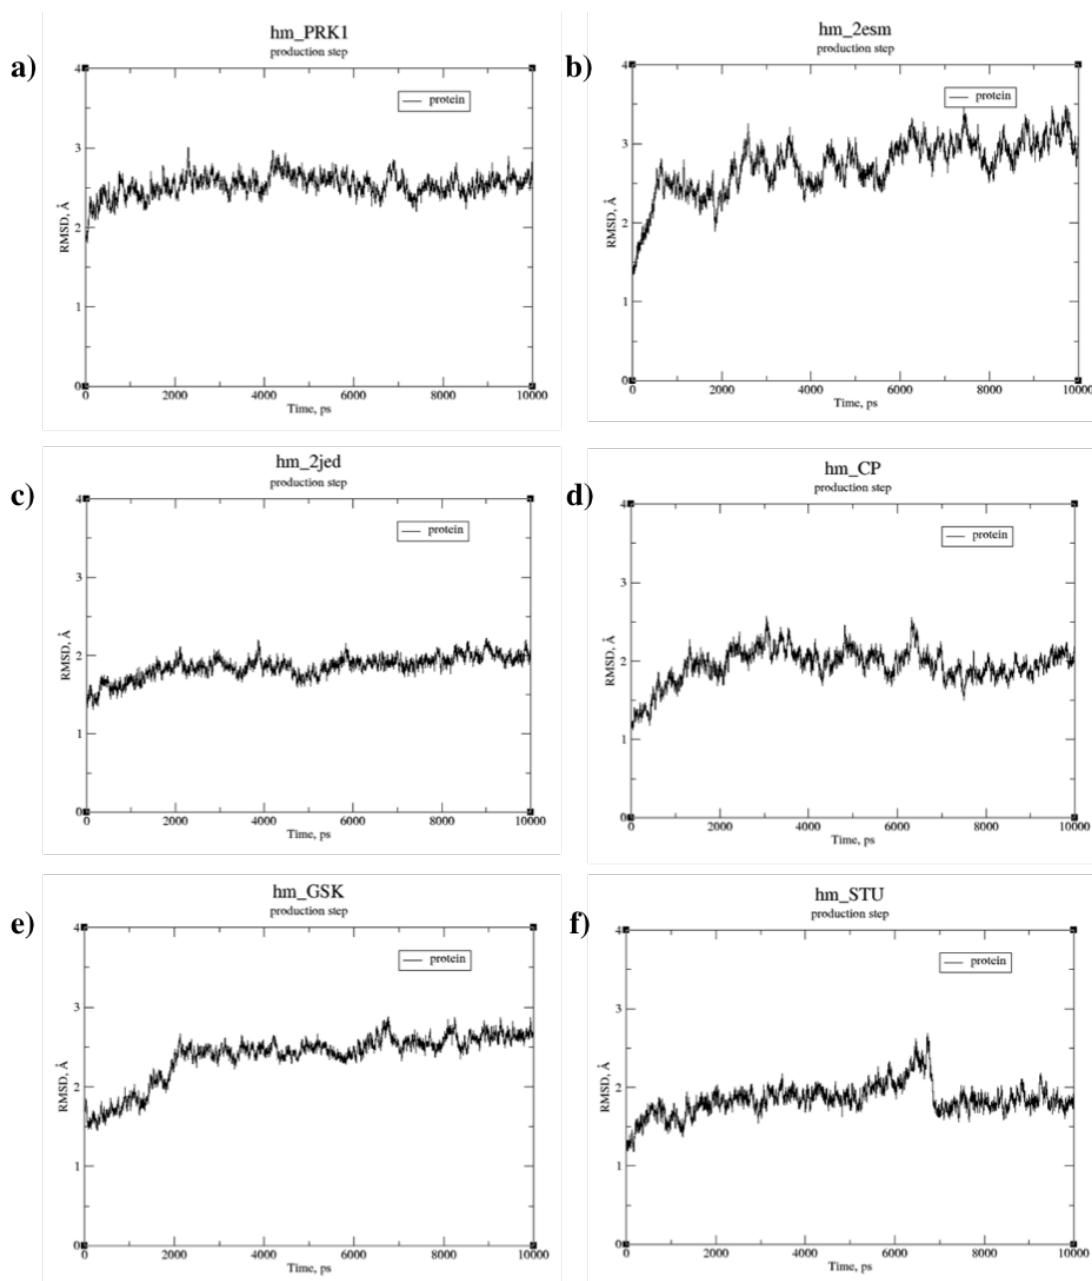 a)
hm_PRK1
production step
protein
RMSD, Å
4
3
2
1
0
0 2000 4000 6000 8000 10000
Time, ps
b)
hm_2esm
production step
protein
RMSD, Å
4
3
2
1
0
0 2000 4000 6000 8000 10000
Time, ps
c)
hm_2jed
production step
protein
RMSD, Å
4
3
2
1
0
0 2000 4000 6000 8000 10000
Time, ps
d)
hm_CP
production step
protein
RMSD, Å
4
3
2
1
0
0 2000 4000 6000 8000 10000
Time, ps
e)
hm_GSK
production step
protein
RMSD, Å
4
3
2
1
0
0 2000 4000 6000 8000 10000
Time, ps
f)
hm_STU
production step
protein
RMSD, Å
4
3
2
1
0
0 2000 4000 6000 8000 10000
Time, ps